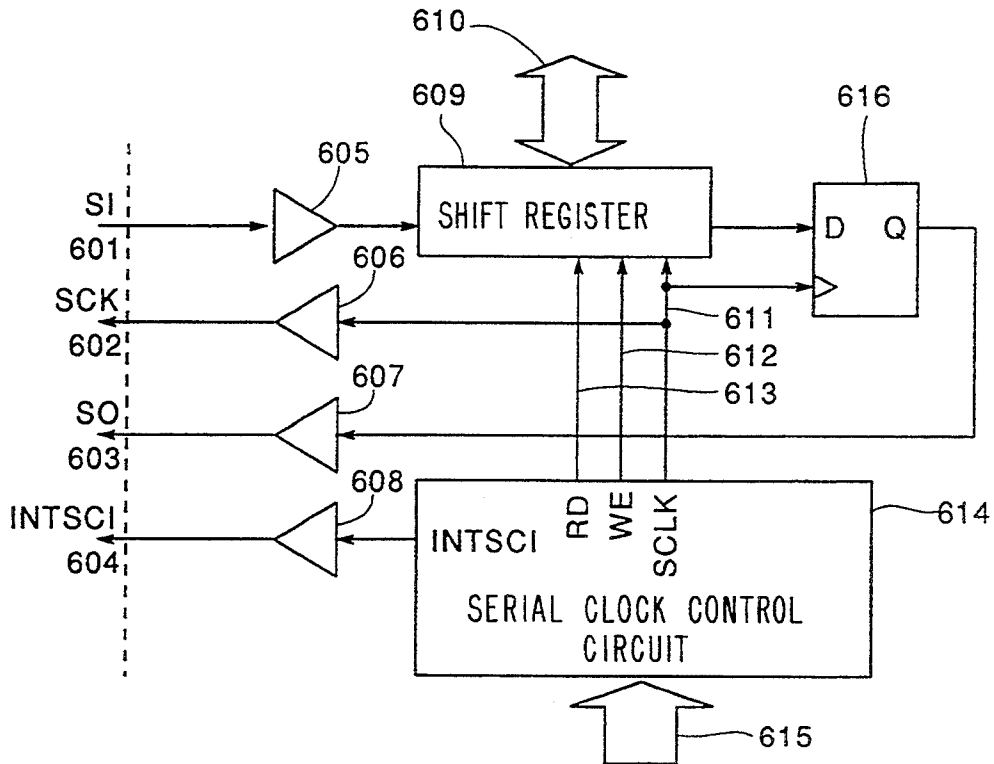 610
609
616
605
SI
601
SHIFT REGISTER
D Q
606
SCK
602
611
612
613
607
SO
603
608
INTSCI
604
INTSCI
RD
WE
SCLK
614
SERIAL CLOCK CONTROL
CIRCUIT
615